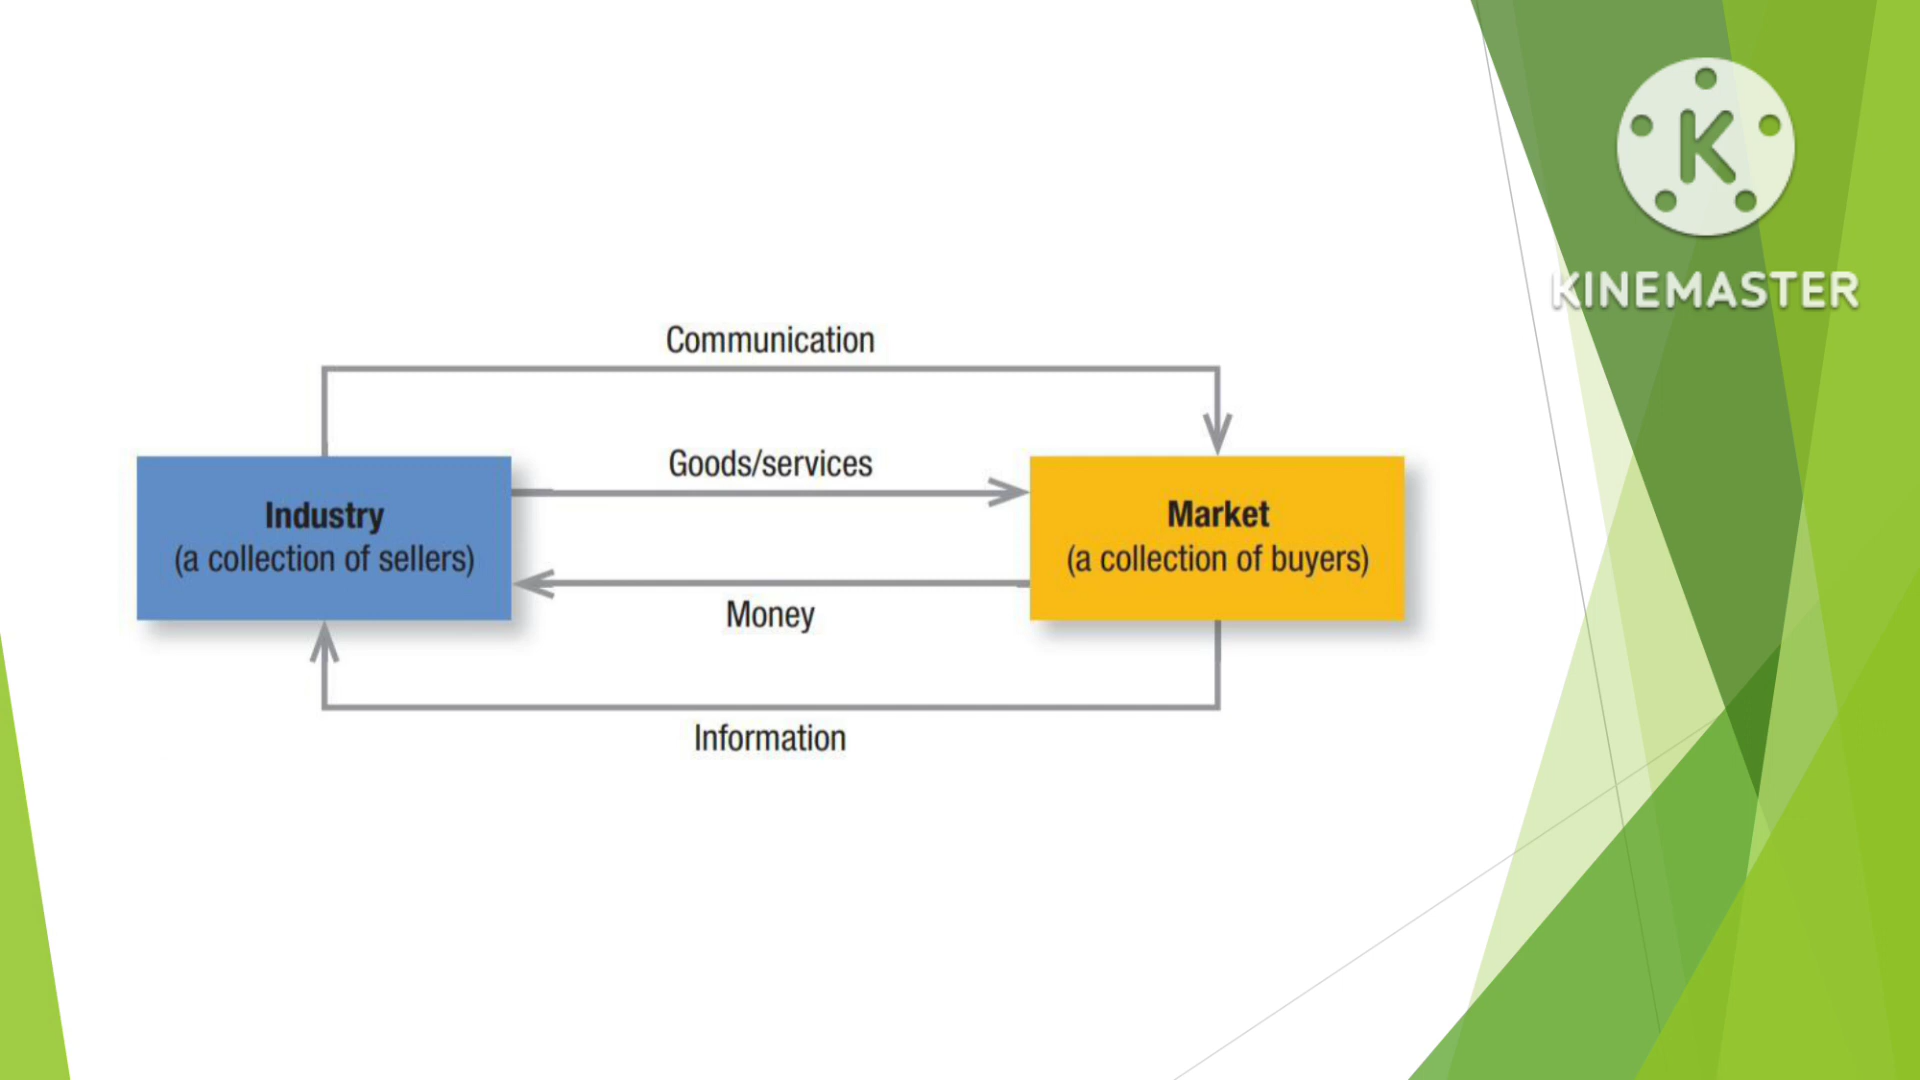 K
KINEMASTER
Communication
Goods/services
Industry
(a collection of sellers)
Market
(a collection of buyers)
Money
Information